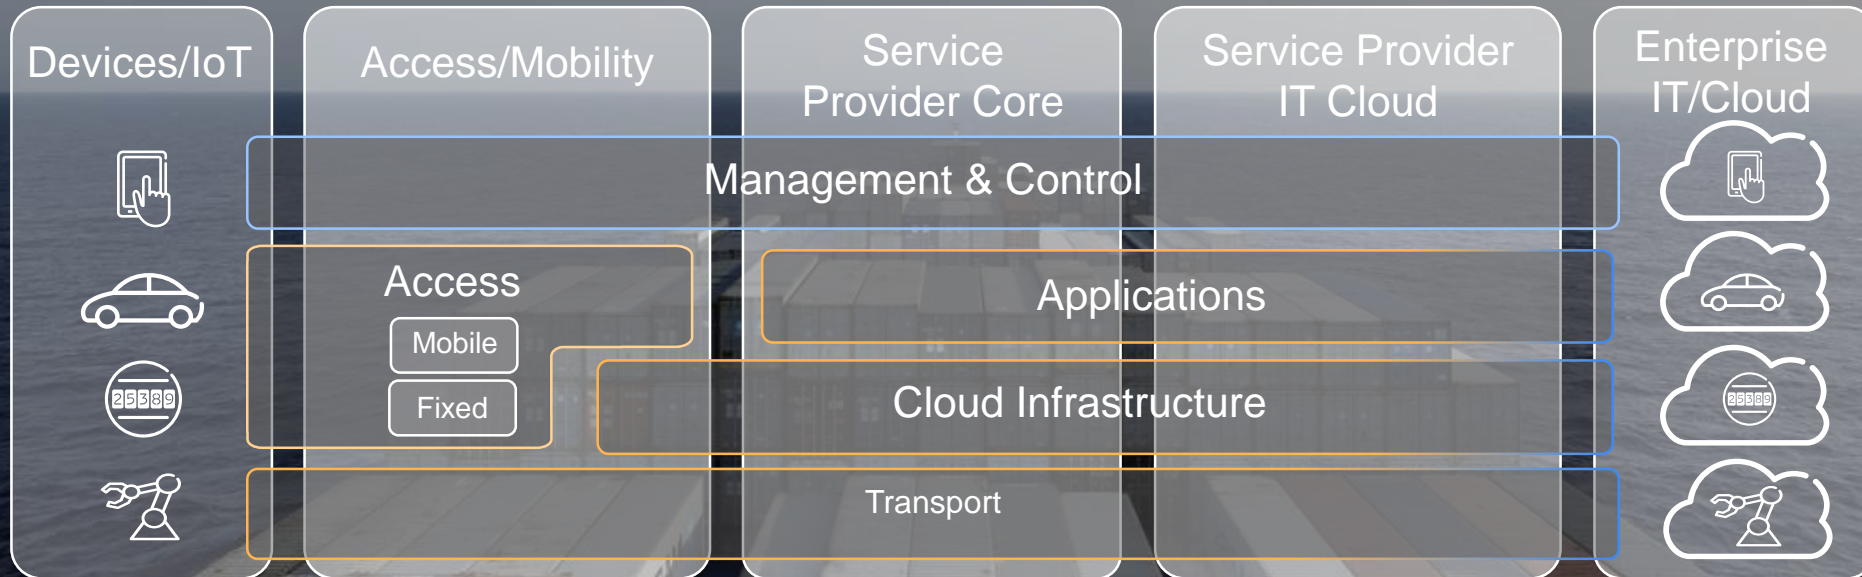 Devices/IoT
Access/Mobility
Service
Provider Core
Service Provider
IT Cloud
Enterprise
IT/Cloud
Management & Control
Access
Mobile
Fixed
Applications
Cloud Infrastructure
Transport
25389
25389